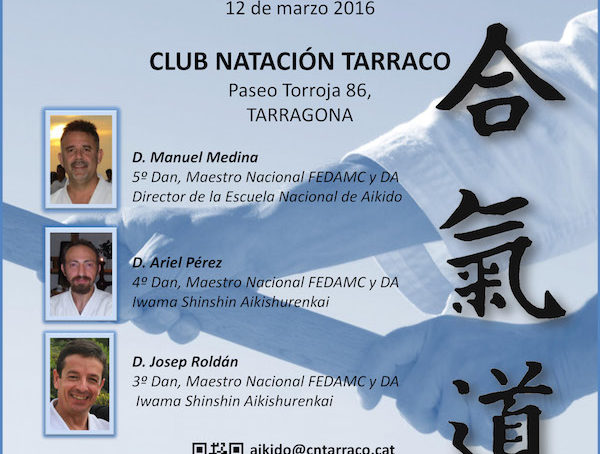 12 de marzo 2016
CLUB NATACIÓN TARRACO
Paseo Torroja 86,
TARRAGONA
D. Manuel Medina
5º Dan, Maestro Nacional FEDAMC y DA
Director de la Escuela Nacional de Aikido
D. Ariel Pérez
4º Dan, Maestro Nacional FEDAMC y DA
Iwama Shinshin Aikishurenkai
D. Josep Roldán
3º Dan, Maestro Nacional FEDAMC y DA
Iwama Shinshin Aikishurenkai
aikido@cntarraco.cat
合
氣
道